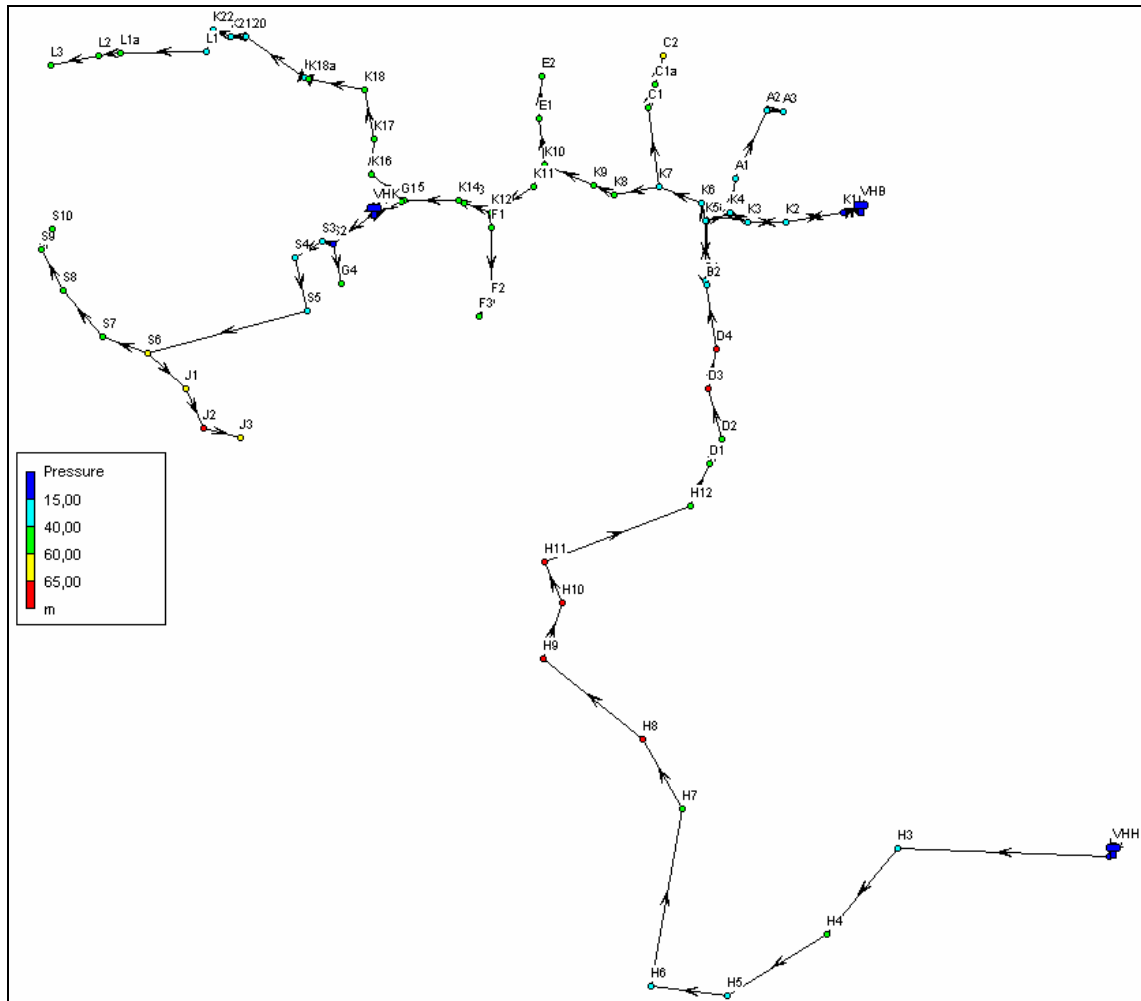 K22
C2
K2120
L1
L1a
L2
L3
K18a
C1a
E2
K18
C1
A2 A3
E1
K17
K10
K16
A1
K11
K9
K8
K7
K6
VHB
VHK
G15
K14
K12
F1
K5
K4
K3
K2
K1
S10
S9
S4
S3
S2
G4
S8
B2
F2
F3
S5
S7
S6
D4
J1
D3
J2
J3
D2
D1
Pressure
15,00
40,00
60,00
65,00
m
H12
H11
H10
H9
H8
H7
H3
VHH
H4
H6
H5